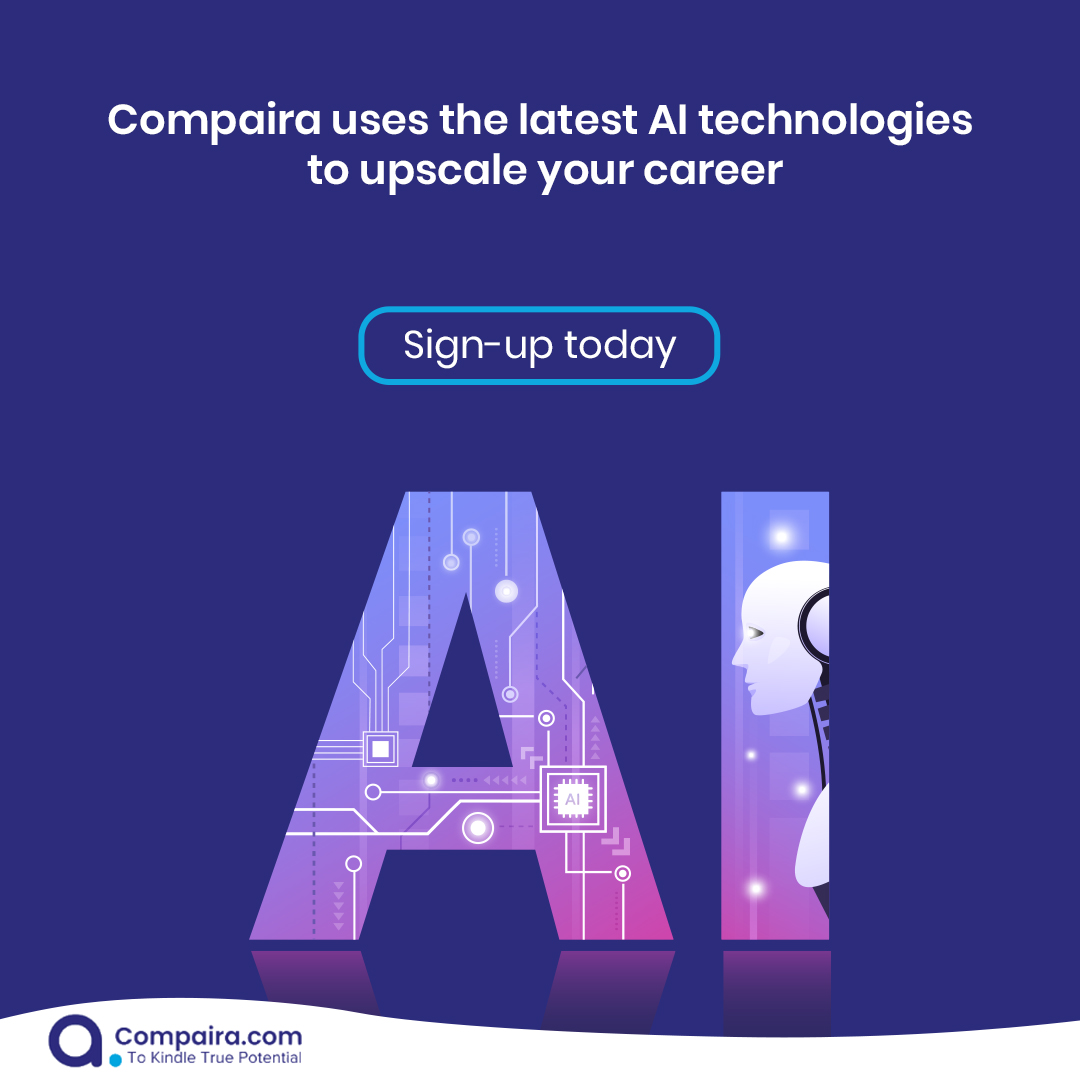 Compaira uses the latest AI technologies
to upscale your career
Sign-up today
AI
AI
Compaira.com
To Kindle True Potential